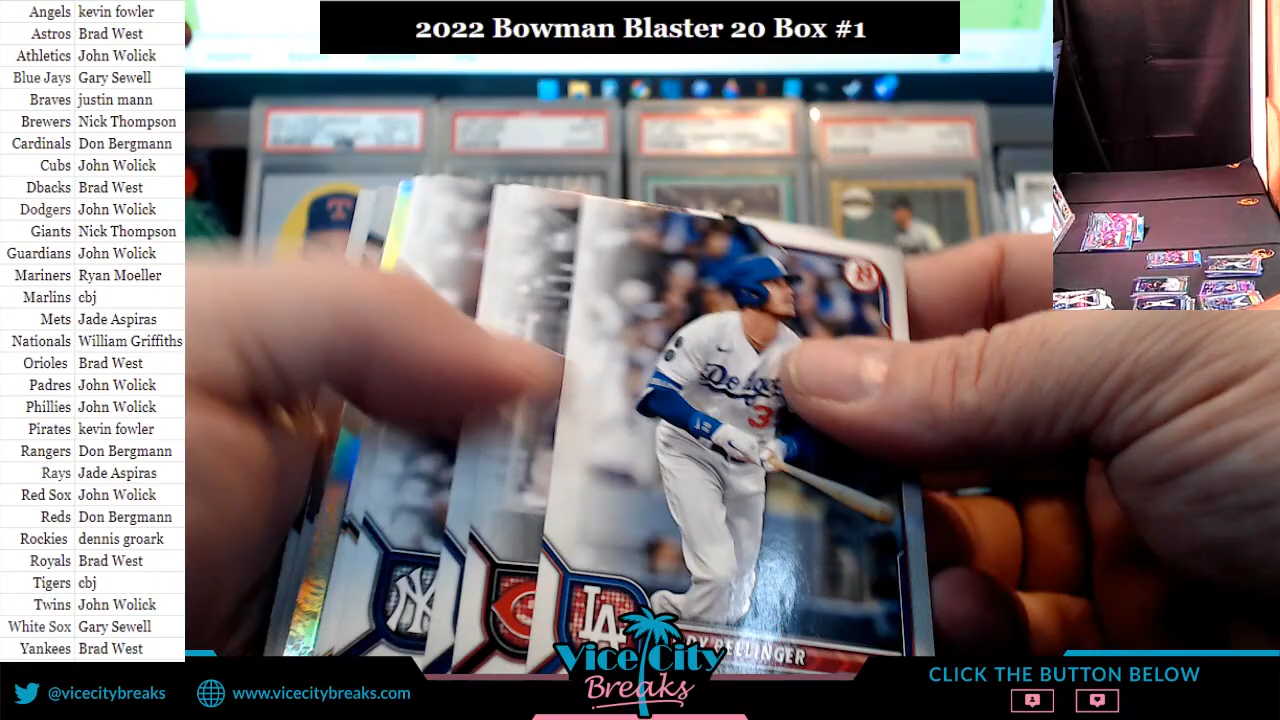 2022 Bowman Blaster 20 Box #1
Angels kevin fowler
Astros Brad West
Athletics John Wolick
Blue Jays Gary Sewell
Braves justin mann
Brewers Nick Thompson
Cardinals Don Bergmann
Cubs John Wolick
Dbacks Brad West
Dodgers John Wolick
Giants Nick Thompson
Guardians John Wolick
Mariners Ryan Moeller
Marlins cbj
Mets Jade Aspiras
Nationals William Griffiths
Orioles Brad West
Padres John Wolick
Phillies John Wolick
Pirates kevin fowler
Rangers Don Bergmann
Rays Jade Aspiras
Red Sox John Wolick
Reds Don Bergmann
Rockies dennis groark
Royals Brad West
Tigers cbj
Twins John Wolick
White Sox Gary Sewell
Yankees Brad West
T
Dodgers
3
NY
C
LA
BELLINGER
Vice City
Breaks
@vicecitybreaks
www.vicecitybreaks.com
CLICK THE BUTTON BELOW